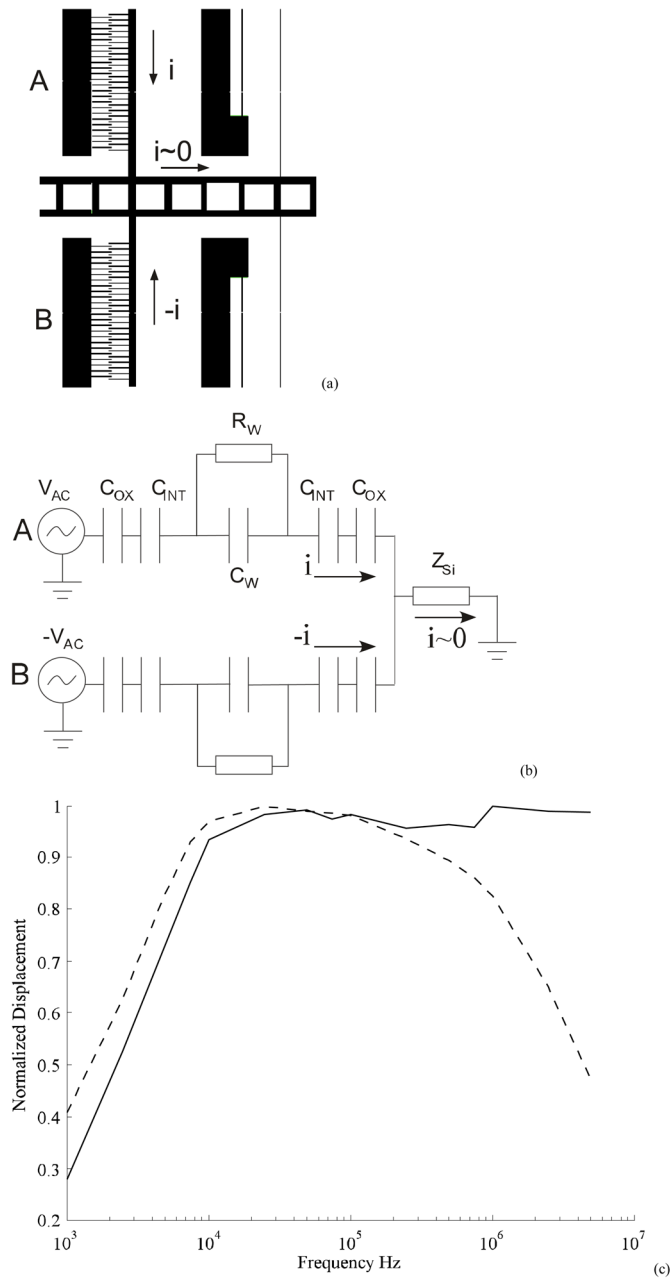 A
i
i~0
B
-i
(a)
R_W
V_AC C_OX C_INT C_INT C_OX
A
C_W
i
Z_Si
-V_AC
-i
i~0
B
(b)
1
0.9
0.8
0.7
0.6
0.5
0.4
0.3
0.2
Normalized Displacement
10^3 10^4 10^5 10^6 10^7
Frequency Hz
(c)